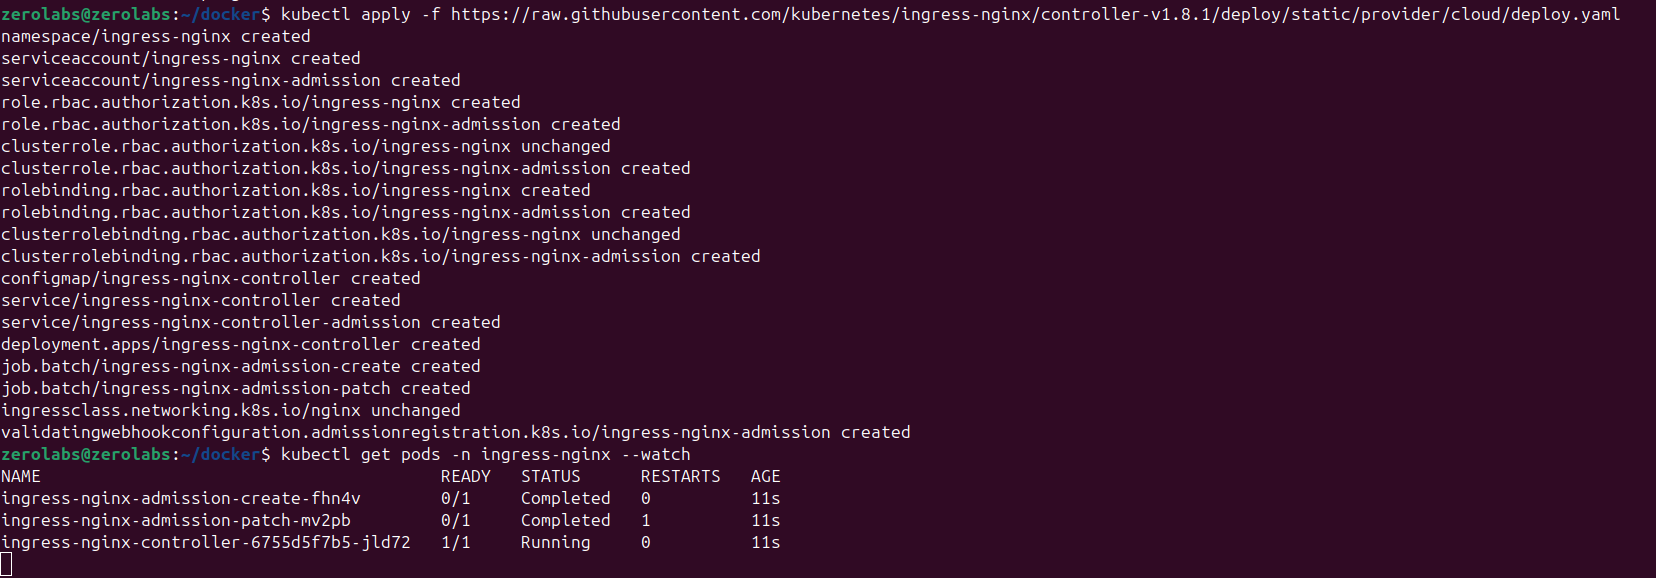 zerolabs@zerolabs:~/docker$ kubectl apply -f https://raw.githubusercontent.com/kubernetes/ingress-nginx/controller-v1.8.1/deploy/static/provider/cloud/deploy.yaml
namespace/ingress-nginx created
serviceaccount/ingress-nginx created
serviceaccount/ingress-nginx-admission created
role.rbac.authorization.k8s.io/ingress-nginx created
role.rbac.authorization.k8s.io/ingress-nginx-admission created
clusterrole.rbac.authorization.k8s.io/ingress-nginx unchanged
clusterrole.rbac.authorization.k8s.io/ingress-nginx-admission created
rolebinding.rbac.authorization.k8s.io/ingress-nginx created
rolebinding.rbac.authorization.k8s.io/ingress-nginx-admission created
clusterrolebinding.rbac.authorization.k8s.io/ingress-nginx unchanged
clusterrolebinding.rbac.authorization.k8s.io/ingress-nginx-admission created
configmap/ingress-nginx-controller created
service/ingress-nginx-controller created
service/ingress-nginx-controller-admission created
deployment.apps/ingress-nginx-controller created
job.batch/ingress-nginx-admission-create created
job.batch/ingress-nginx-admission-patch created
ingressclass.networking.k8s.io/nginx unchanged
validatingwebhookconfiguration.admissionregistration.k8s.io/ingress-nginx-admission created
zerolabs@zerolabs:~/docker$ kubectl get pods -n ingress-nginx --watch
NAME                                        READY   STATUS      RESTARTS   AGE
ingress-nginx-admission-create-fhn4v        0/1     Completed   0          11s
ingress-nginx-admission-patch-mv2pb         0/1     Completed   1          11s
ingress-nginx-controller-6755d5f7b5-jld72   1/1     Running     0          11s